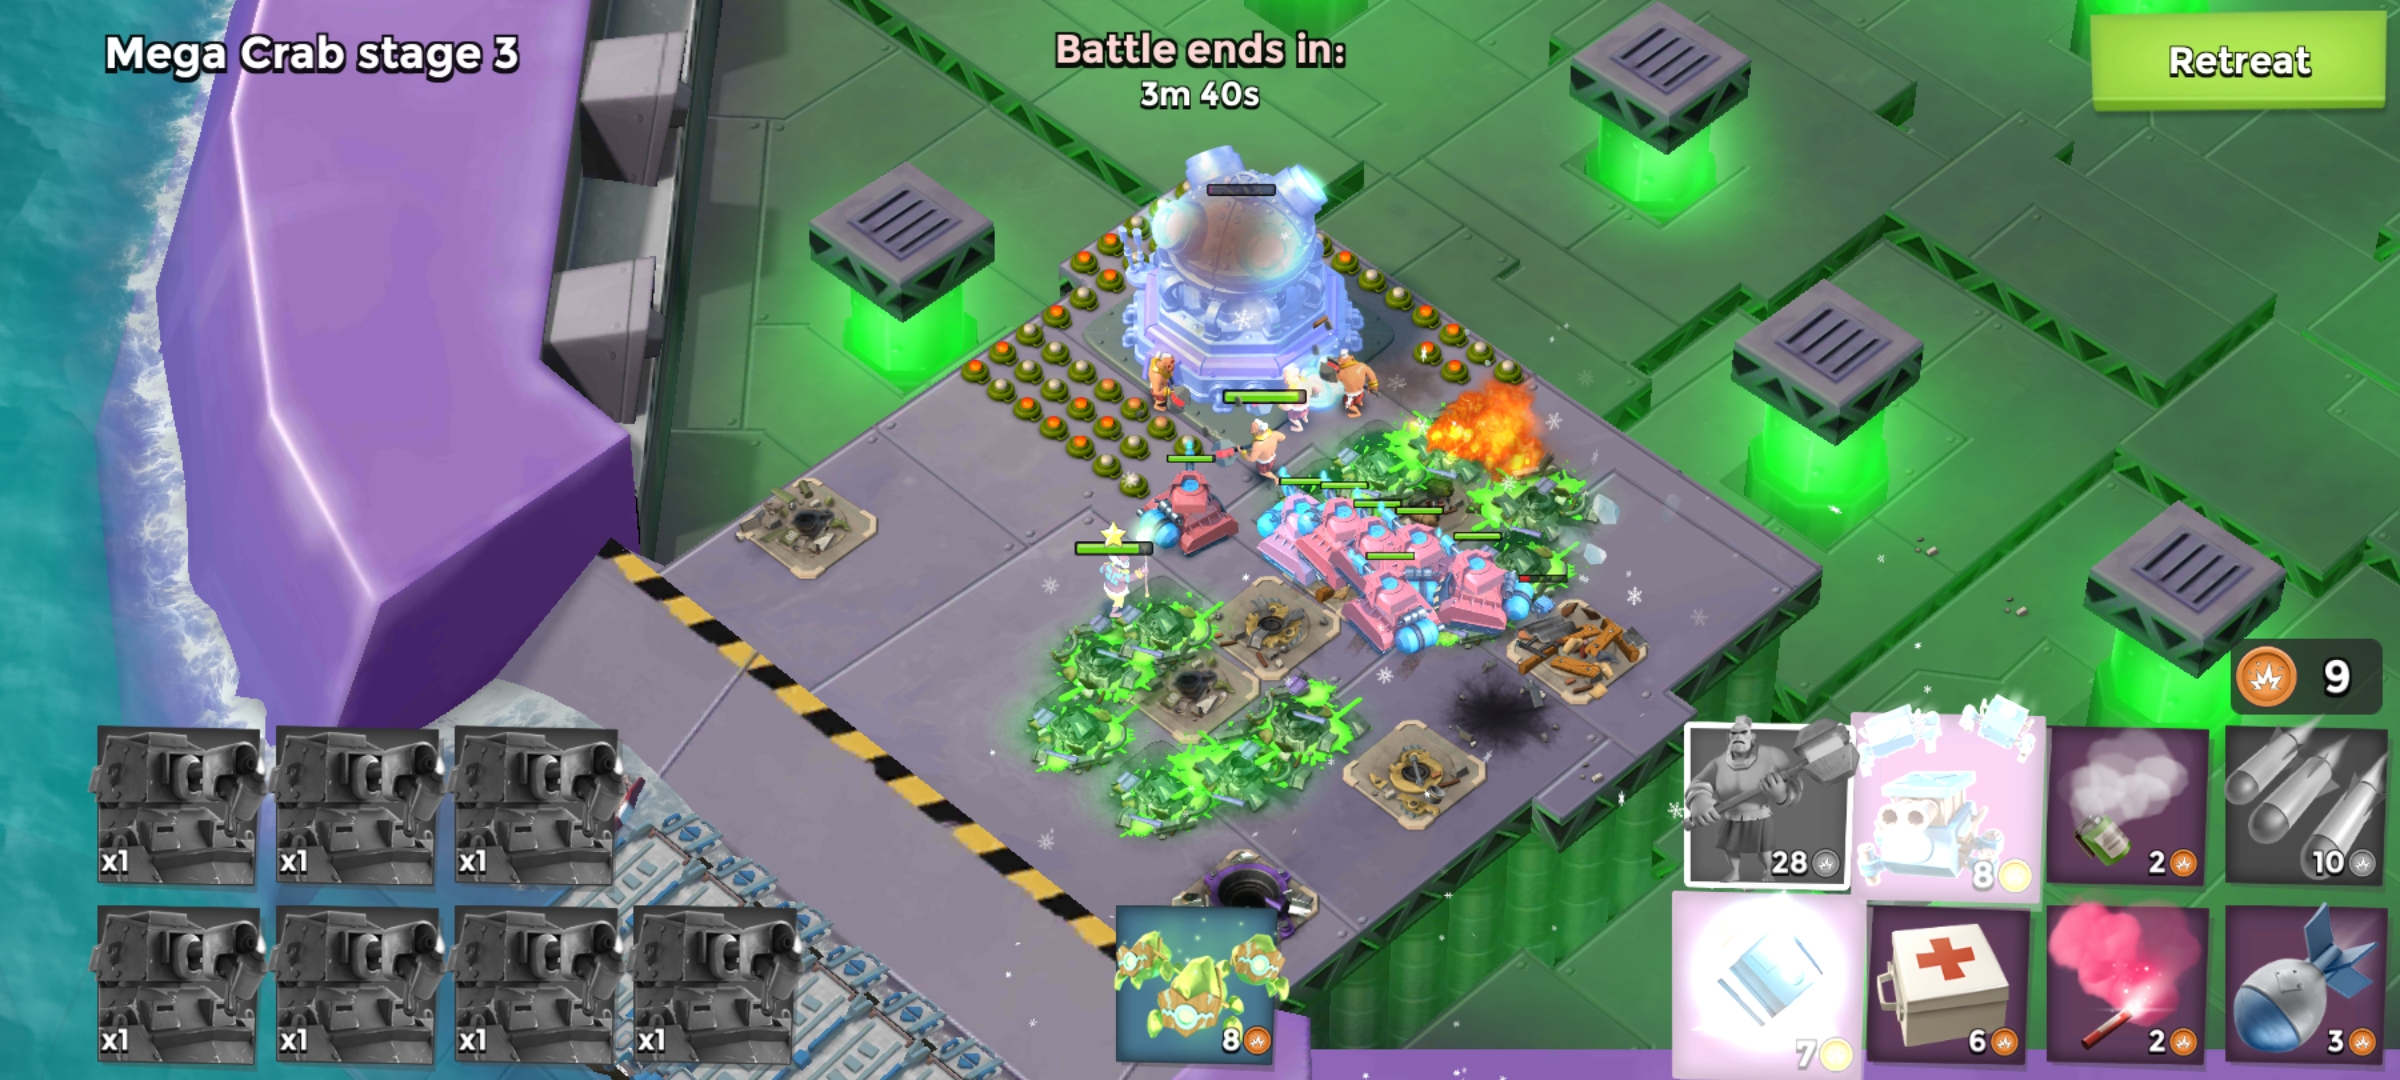 Mega Crab stage 3
Battle ends in:
3m 40s
Retreat
9
x1
x1
x1
28
8
2
10
x1
x1
x1
x1
8
7
6
2
3